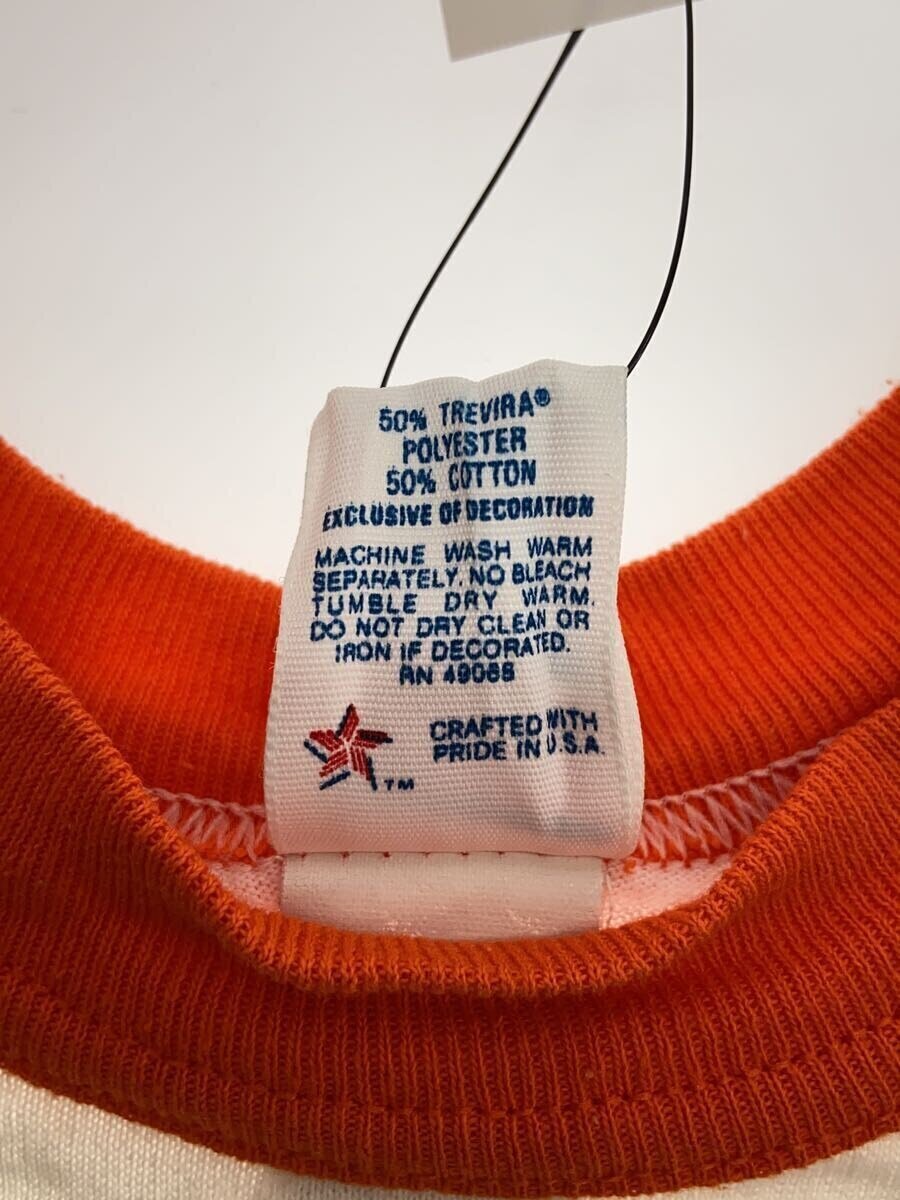 50% TREVIRA®
POLYESTER
50% COTTON
EXCLUSIVE OF DECORATION
MACHINE WASH WARM
SEPARATELY. NO BLEACH
TUMBLE DRY WARM.
DO NOT DRY CLEAN OR
IRON IF DECORATED.
RN 49068
CRAFTED WITH
PRIDE IN U.S.A.
TM